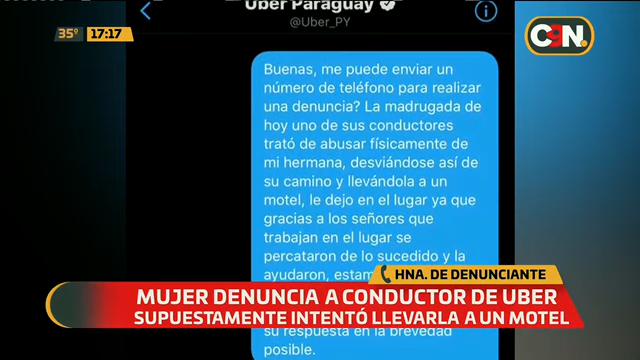 Uber Paraguay
@Uber_PY
35°
17:17
C9N.
Buenas, me puede enviar un
número de teléfono para realizar
una denuncia? La madrugada de
hoy uno de sus conductores
trató de abusar físicamente de
mi hermana, desviándose así de
su camino y llevándola a un
motel, le dejo en el lugar ya que
gracias a los señores que
trabajan en el lugar se
percataron de lo sucedido y la
ayudaron,
HNA. DE DENUNCIANTE
MUJER DENUNCIA A CONDUCTOR DE UBER
SUPUESTAMENTE INTENTÓ LLEVARLA A UN MOTEL
su respuesta en la brevedad
posible.